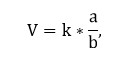 V = k * a/b,